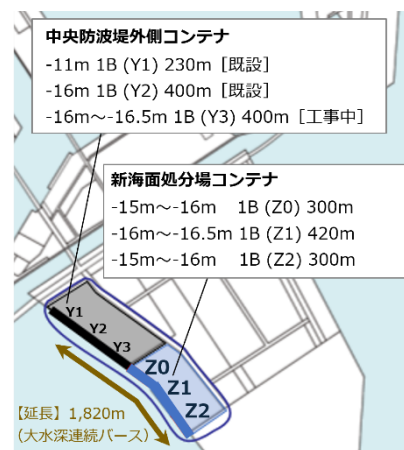 中央防波堤外側コンテナ
-11m 1B (Y1) 230m［既設］
-16m 1B (Y2) 400m［既設］
-16m～-16.5m 1B (Y3) 400m［工事中］
新海面処分場コンテナ
-15m～-16m 1B (Z0) 300m
-16m～-16.5m 1B (Z1) 420m
-15m～-16m 1B (Z2) 300m
Y1
Y2
Y3
Z0
Z1
Z2
【延長】1,820m
（大水深連続バース）